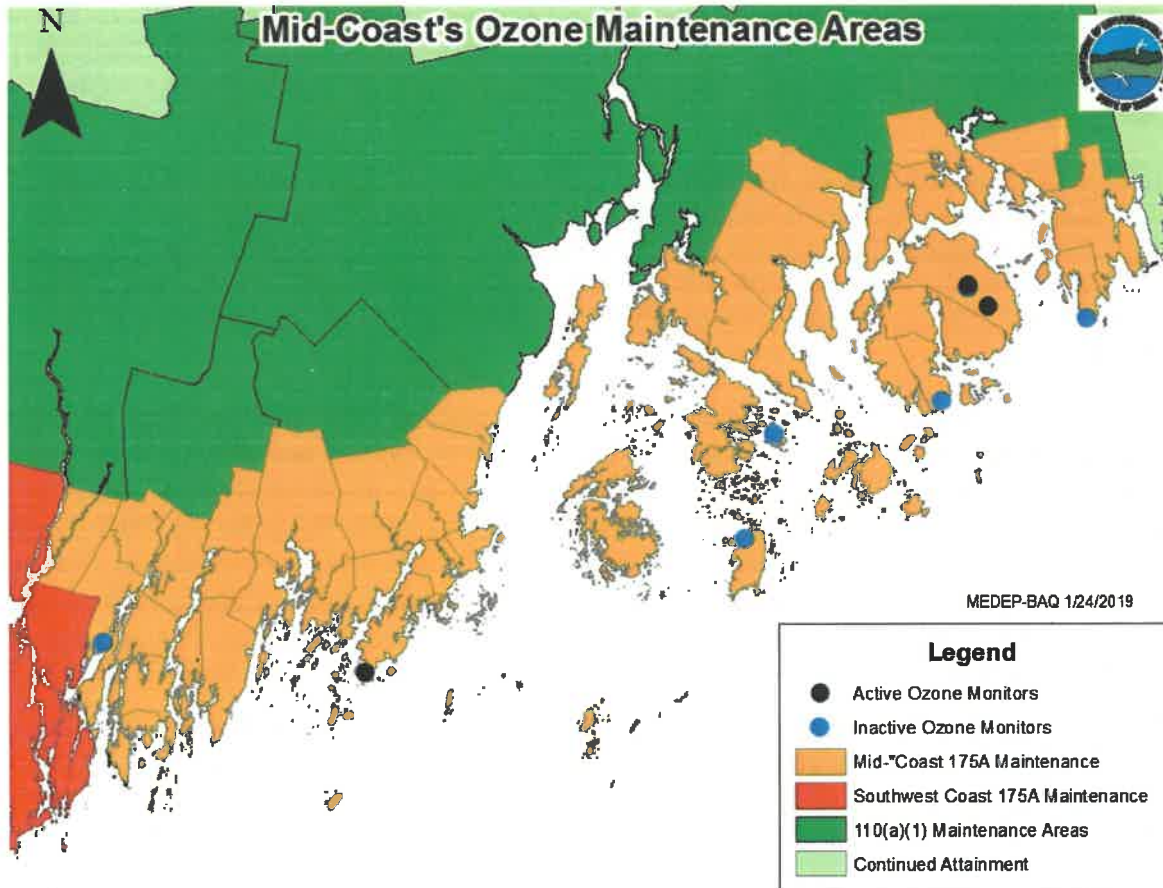 Mid-Coast's Ozone Maintenance Areas
N
MEDEP-BAQ 1/24/2019
Legend
Active Ozone Monitors
Inactive Ozone Monitors
Mid-"Coast 175A Maintenance
Southwest Coast 175A Maintenance
110(a)(1) Maintenance Areas
Continued Attainment